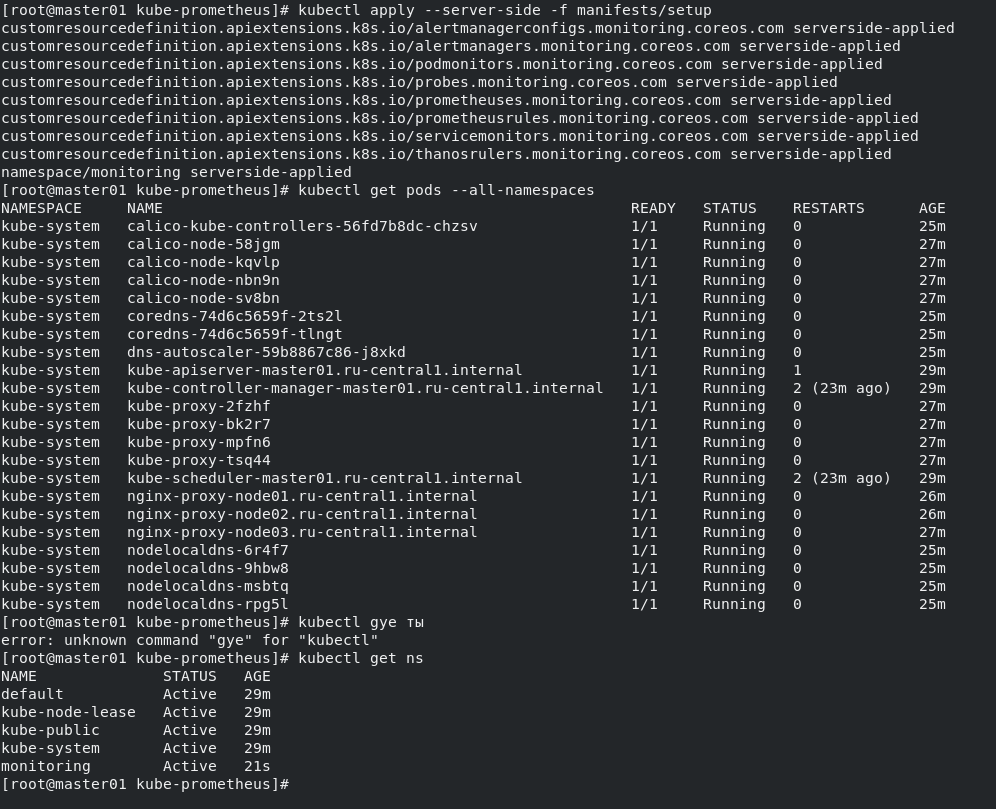 [root@master01 kube-prometheus]# kubectl apply --server-side -f manifests/setup
customresourcedefinition.apiextensions.k8s.io/alertmanagerconfigs.monitoring.coreos.com serverside-applied
customresourcedefinition.apiextensions.k8s.io/alertmanagers.monitoring.coreos.com serverside-applied
customresourcedefinition.apiextensions.k8s.io/podmonitors.monitoring.coreos.com serverside-applied
customresourcedefinition.apiextensions.k8s.io/probes.monitoring.coreos.com serverside-applied
customresourcedefinition.apiextensions.k8s.io/prometheuses.monitoring.coreos.com serverside-applied
customresourcedefinition.apiextensions.k8s.io/prometheusrules.monitoring.coreos.com serverside-applied
customresourcedefinition.apiextensions.k8s.io/servicemonitors.monitoring.coreos.com serverside-applied
customresourcedefinition.apiextensions.k8s.io/thanosrulers.monitoring.coreos.com serverside-applied
namespace/monitoring serverside-applied
[root@master01 kube-prometheus]# kubectl get pods --all-namespaces
NAMESPACE     NAME                                                    READY   STATUS    RESTARTS      AGE
kube-system   calico-kube-controllers-56fd7b8dc-chzsv                 1/1     Running   0             25m
kube-system   calico-node-58jgm                                       1/1     Running   0             27m
kube-system   calico-node-kqvlp                                       1/1     Running   0             27m
kube-system   calico-node-nbn9n                                       1/1     Running   0             27m
kube-system   calico-node-sv8bn                                       1/1     Running   0             27m
kube-system   coredns-74d6c5659f-2ts2l                                1/1     Running   0             25m
kube-system   coredns-74d6c5659f-tlngt                                1/1     Running   0             25m
kube-system   dns-autoscaler-59b8867c86-j8xkd                         1/1     Running   0             25m
kube-system   kube-apiserver-master01.ru-central1.internal            1/1     Running   1             29m
kube-system   kube-controller-manager-master01.ru-central1.internal   1/1     Running   2 (23m ago)   29m
kube-system   kube-proxy-2fzhf                                        1/1     Running   0             27m
kube-system   kube-proxy-bk2r7                                        1/1     Running   0             27m
kube-system   kube-proxy-mpfn6                                        1/1     Running   0             27m
kube-system   kube-proxy-tsq44                                        1/1     Running   0             27m
kube-system   kube-scheduler-master01.ru-central1.internal            1/1     Running   2 (23m ago)   29m
kube-system   nginx-proxy-node01.ru-central1.internal                 1/1     Running   0             26m
kube-system   nginx-proxy-node02.ru-central1.internal                 1/1     Running   0             26m
kube-system   nginx-proxy-node03.ru-central1.internal                 1/1     Running   0             27m
kube-system   nodelocaldns-6r4f7                                      1/1     Running   0             25m
kube-system   nodelocaldns-9hbw8                                      1/1     Running   0             25m
kube-system   nodelocaldns-msbtq                                      1/1     Running   0             25m
kube-system   nodelocaldns-rpg5l                                      1/1     Running   0             25m
[root@master01 kube-prometheus]# kubectl gye ты
error: unknown command "gye" for "kubectl"
[root@master01 kube-prometheus]# kubectl get ns
NAME              STATUS   AGE
default           Active   29m
kube-node-lease   Active   29m
kube-public       Active   29m
kube-system       Active   29m
monitoring        Active   21s
[root@master01 kube-prometheus]#